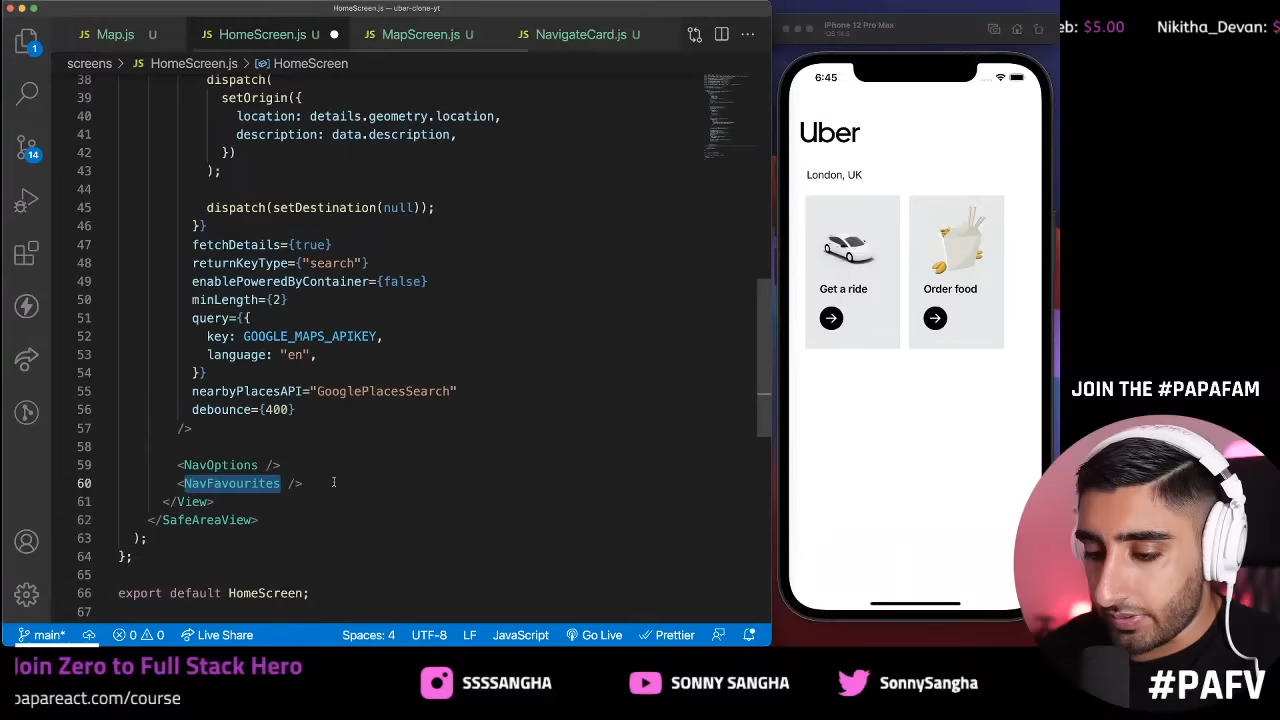 HomeScreen.js — uber-clone-yt
Map.js U
HomeScreen.js U
MapScreen.js U
NavigateCard.js U
screens > JS HomeScreen.js > HomeScreen
38 dispatch(
39 setOrigin({
40 location: details.geometry.location,
41 description: data.description,
42 })
43 );
44
45 dispatch(setDestination(null));
46 }}
47 fetchDetails={true}
48 returnKeyType={"search"}
49 enablePoweredByContainer={false}
50 minLength={2}
51 query={{
52 key: GOOGLE_MAPS_APIKEY,
53 language: "en",
54 }}
55 nearbyPlacesAPI="GooglePlacesSearch"
56 debounce={400}
57 />
58
59 <NavOptions />
60 <NavFavourites />
61 </View>
62 </SafeAreaView>
63 );
64 };
65
66 export default HomeScreen;
67
1
14
main* 0 0 Live Share Spaces: 4 UTF-8 LF JavaScript Go Live Prettier
iPhone 12 Pro Max
6:45
Uber
London, UK
Get a ride
Order food
eb: $5.00 Nikitha_Devan: $
JOIN THE #PAPAFAM
Join Zero to Full Stack Hero
papareact.com/course
SSSSANGHA
SONNY SANGHA
SonnySangha
#PAFV